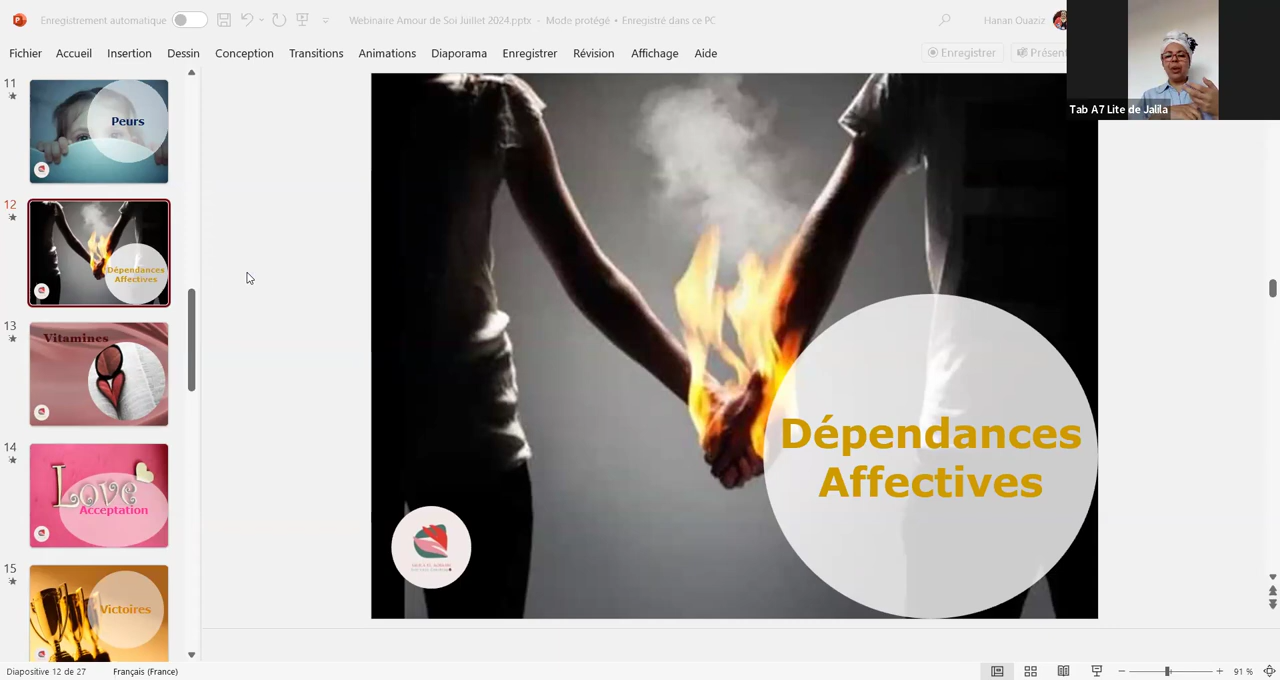 Enregistrement automatique
Webinaire Amour de Soi Juillet 2024.pptx - Mode protégé • Enregistré dans ce PC
Hanan Ouaziz
Fichier Accueil Insertion Dessin Conception Transitions Animations Diaporama Enregistrer Révision Affichage Aide
Enregistrer
Présent
Tab A7 Lite de Jalila
11
Peurs
12
Dépendances
Affectives
13
Vitamines
14
Love
Acceptation
15
Victoires
Dépendances
Affectives
Diapositive 12 de 27 Français (France)
91 %